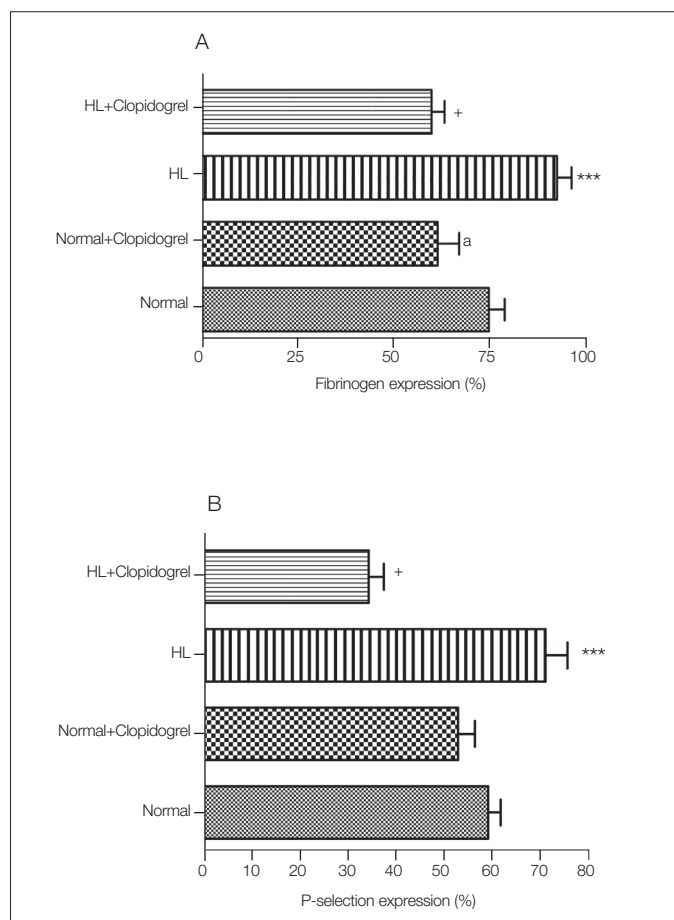 A
HL+Clopidogrel
+
HL
***
Normal+Clopidogrel
a
Normal
0 25 50 75 100
Fibrinogen expression (%)
B
HL+Clopidogrel
+
HL
***
Normal+Clopidogrel
Normal
0 10 20 30 40 50 60 70 80
P-selection expression (%)